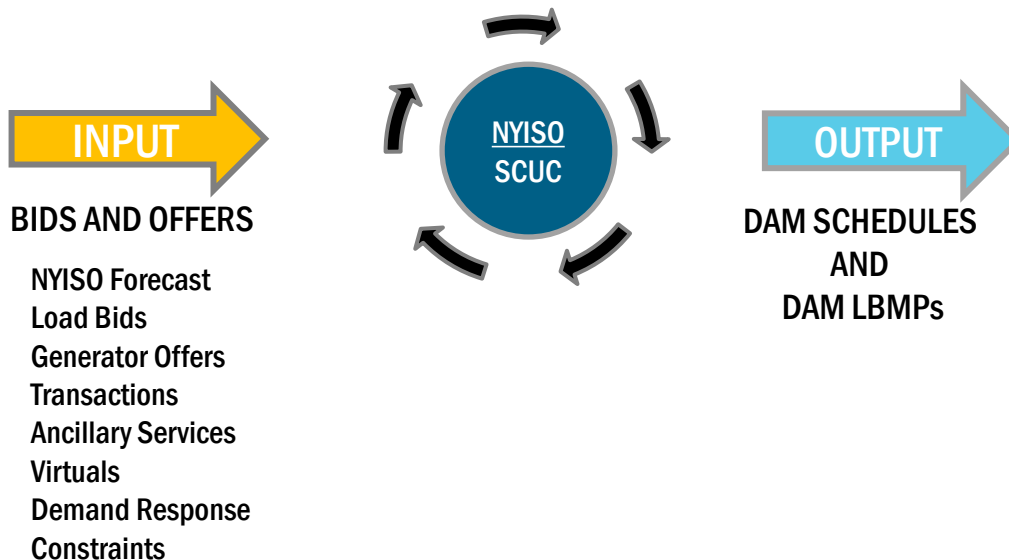 INPUT
BIDS AND OFFERS
NYISO Forecast
Load Bids
Generator Offers
Transactions
Ancillary Services
Virtuals
Demand Response
Constraints
NYISO
SCUC
OUTPUT
DAM SCHEDULES
AND
DAM LBMPs